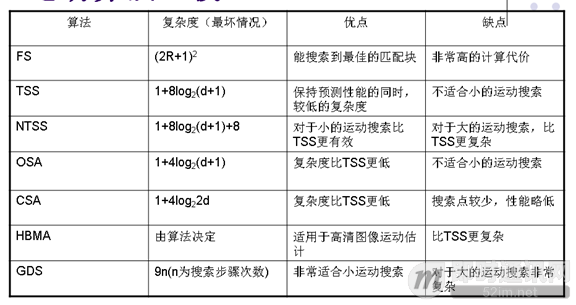 算法 复杂度（最坏情况） 优点 缺点
FS (2R+1)² 能搜索到最佳的匹配块 非常高的计算代价
TSS 1+8log₂(d+1) 保持预测性能的同时， 不适合小的运动搜索
较低的复杂度
NTSS 1+8log₂(d+1)+8 对于小的运动搜索比 对于大的运动搜索，比
TSS更有效 TSS更复杂
OSA 1+4log₂(d+1) 复杂度比TSS更低 不适合小的运动搜索
CSA 1+4log₂2d 复杂度比TSS更低 搜索点较少，性能略低
HBMA 由算法决定 适用于高清图像运动估 比TSS更复杂
计
GDS 9n(n为搜索步骤次数) 非常适合小运动搜索 对于大的运动搜索非常
复杂
52im.net